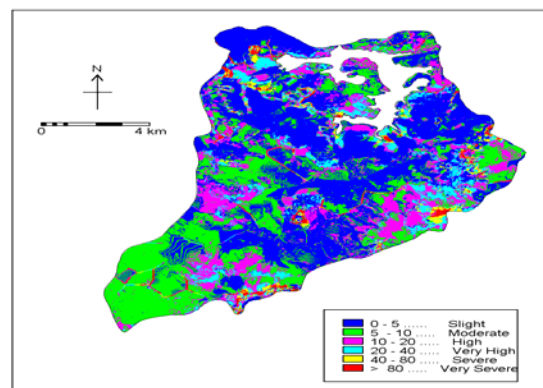 N
0 4 km
0 - 5 ..... Slight
5 - 10 ..... Moderate
10 - 20 ..... High
20 - 40 ..... Very High
40 - 80 ..... Severe
> 80 ..... Very Severe